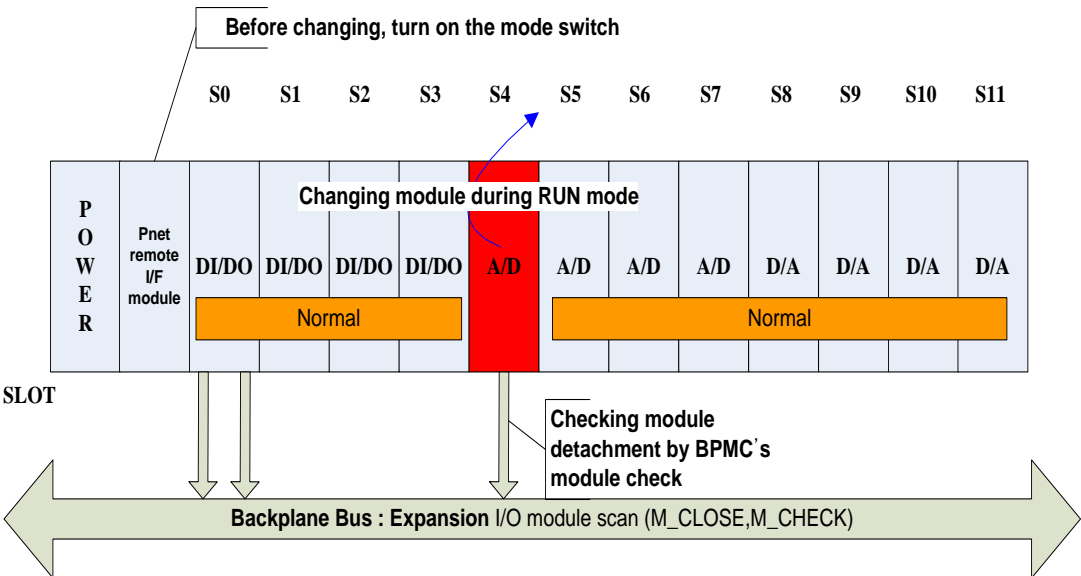 Before changing, turn on the mode switch
S0 S1 S2 S3 S4 S5 S6 S7 S8 S9 S10 S11
Changing module during RUN mode
P
O
W
E
R
Pnet
remote
I/F
module
DI/DO DI/DO DI/DO DI/DO A/D A/D A/D A/D D/A D/A D/A D/A
Normal
Normal
SLOT
Checking module
detachment by BPMC's
module check
Backplane Bus : Expansion I/O module scan (M_CLOSE,M_CHECK)